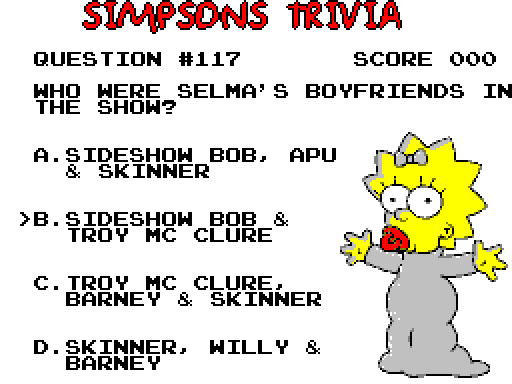 SIMPSONS TRIVIA
QUESTION #117 SCORE 000
WHO WERE SELMA'S BOYFRIENDS IN
THE SHOW?
A.SIDESHOW BOB, APU
& SKINNER
>B.SIDESHOW BOB &
TROY MC CLURE
C.TROY MC CLURE,
BARNEY & SKINNER
D.SKINNER, WILLY &
BARNEY